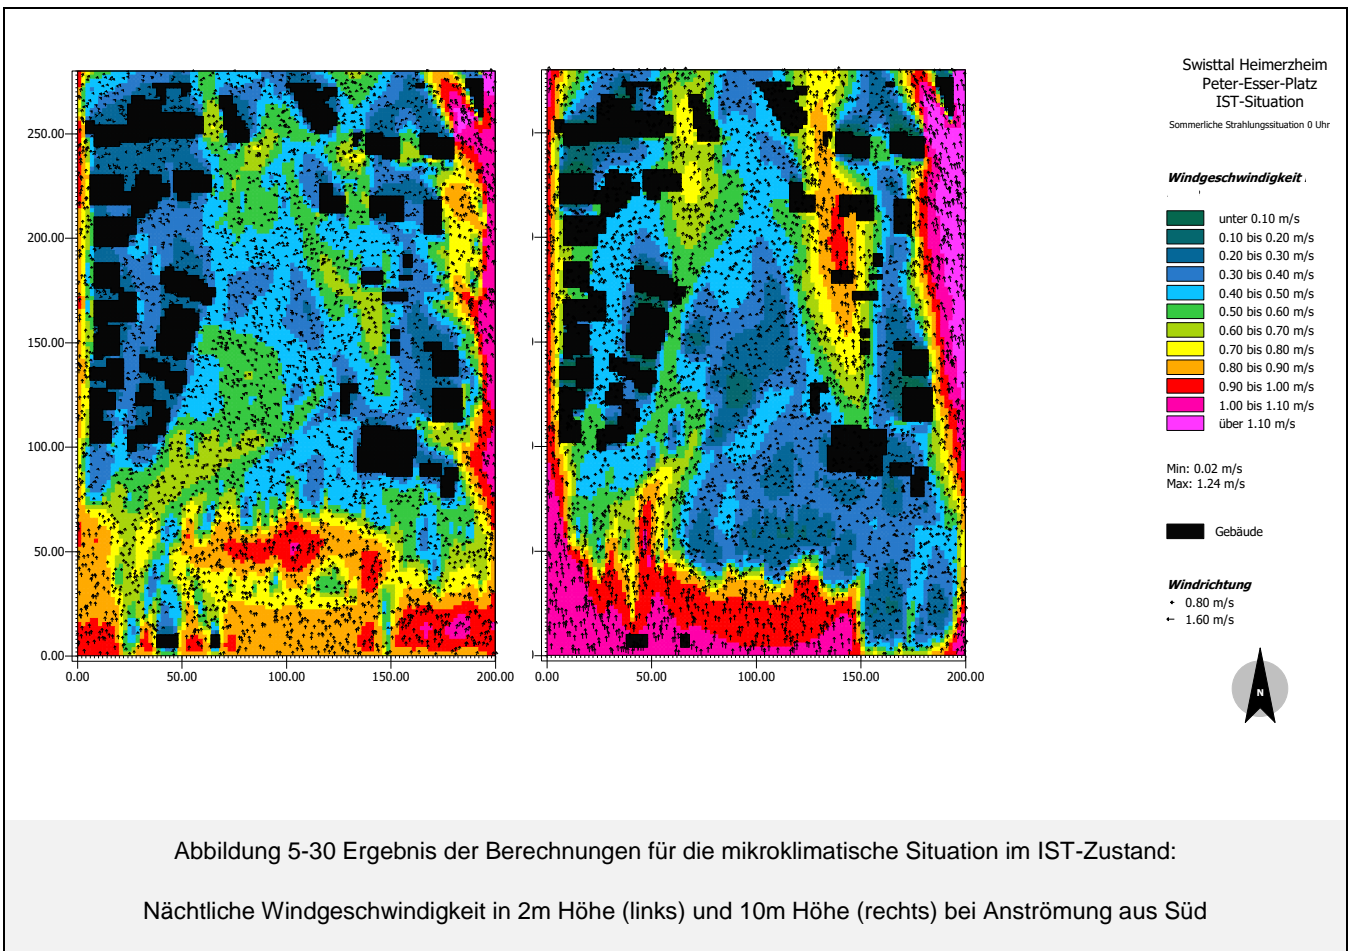 Swisttal Heimerzheim
Peter-Esser-Platz
IST-Situation
Sommerliche Strahlungssituation 0 Uhr
Windgeschwindigkeit
unter 0.10 m/s
0.10 bis 0.20 m/s
0.20 bis 0.30 m/s
0.30 bis 0.40 m/s
0.40 bis 0.50 m/s
0.50 bis 0.60 m/s
0.60 bis 0.70 m/s
0.70 bis 0.80 m/s
0.80 bis 0.90 m/s
0.90 bis 1.00 m/s
1.00 bis 1.10 m/s
über 1.10 m/s
Min: 0.02 m/s
Max: 1.24 m/s
Gebäude
Windrichtung
0.80 m/s
1.60 m/s
N
250.00
200.00
150.00
100.00
50.00
0.00
0.00 50.00 100.00 150.00 200.00
0.00 50.00 100.00 150.00 200.00
Abbildung 5-30 Ergebnis der Berechnungen für die mikroklimatische Situation im IST-Zustand:
Nächtliche Windgeschwindigkeit in 2m Höhe (links) und 10m Höhe (rechts) bei Anströmung aus Süd